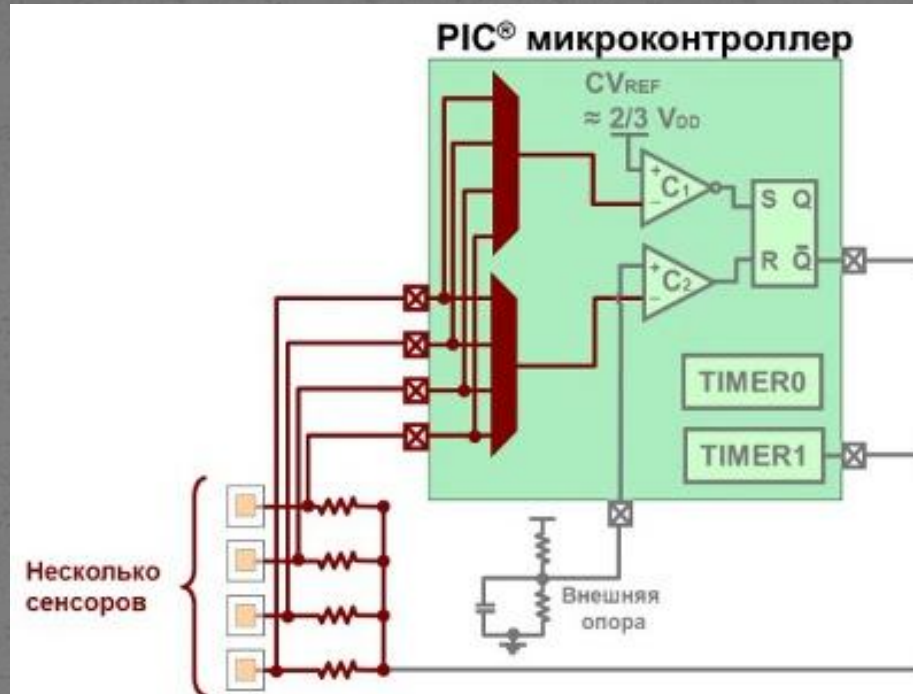 PIC® микроконтроллер
CVREF
≈ 2/3 VDD
+
C1
−
S Q
R Q̅
+
C2
−
TIMER0
TIMER1
Несколько
сенсоров
Внешняя
опора